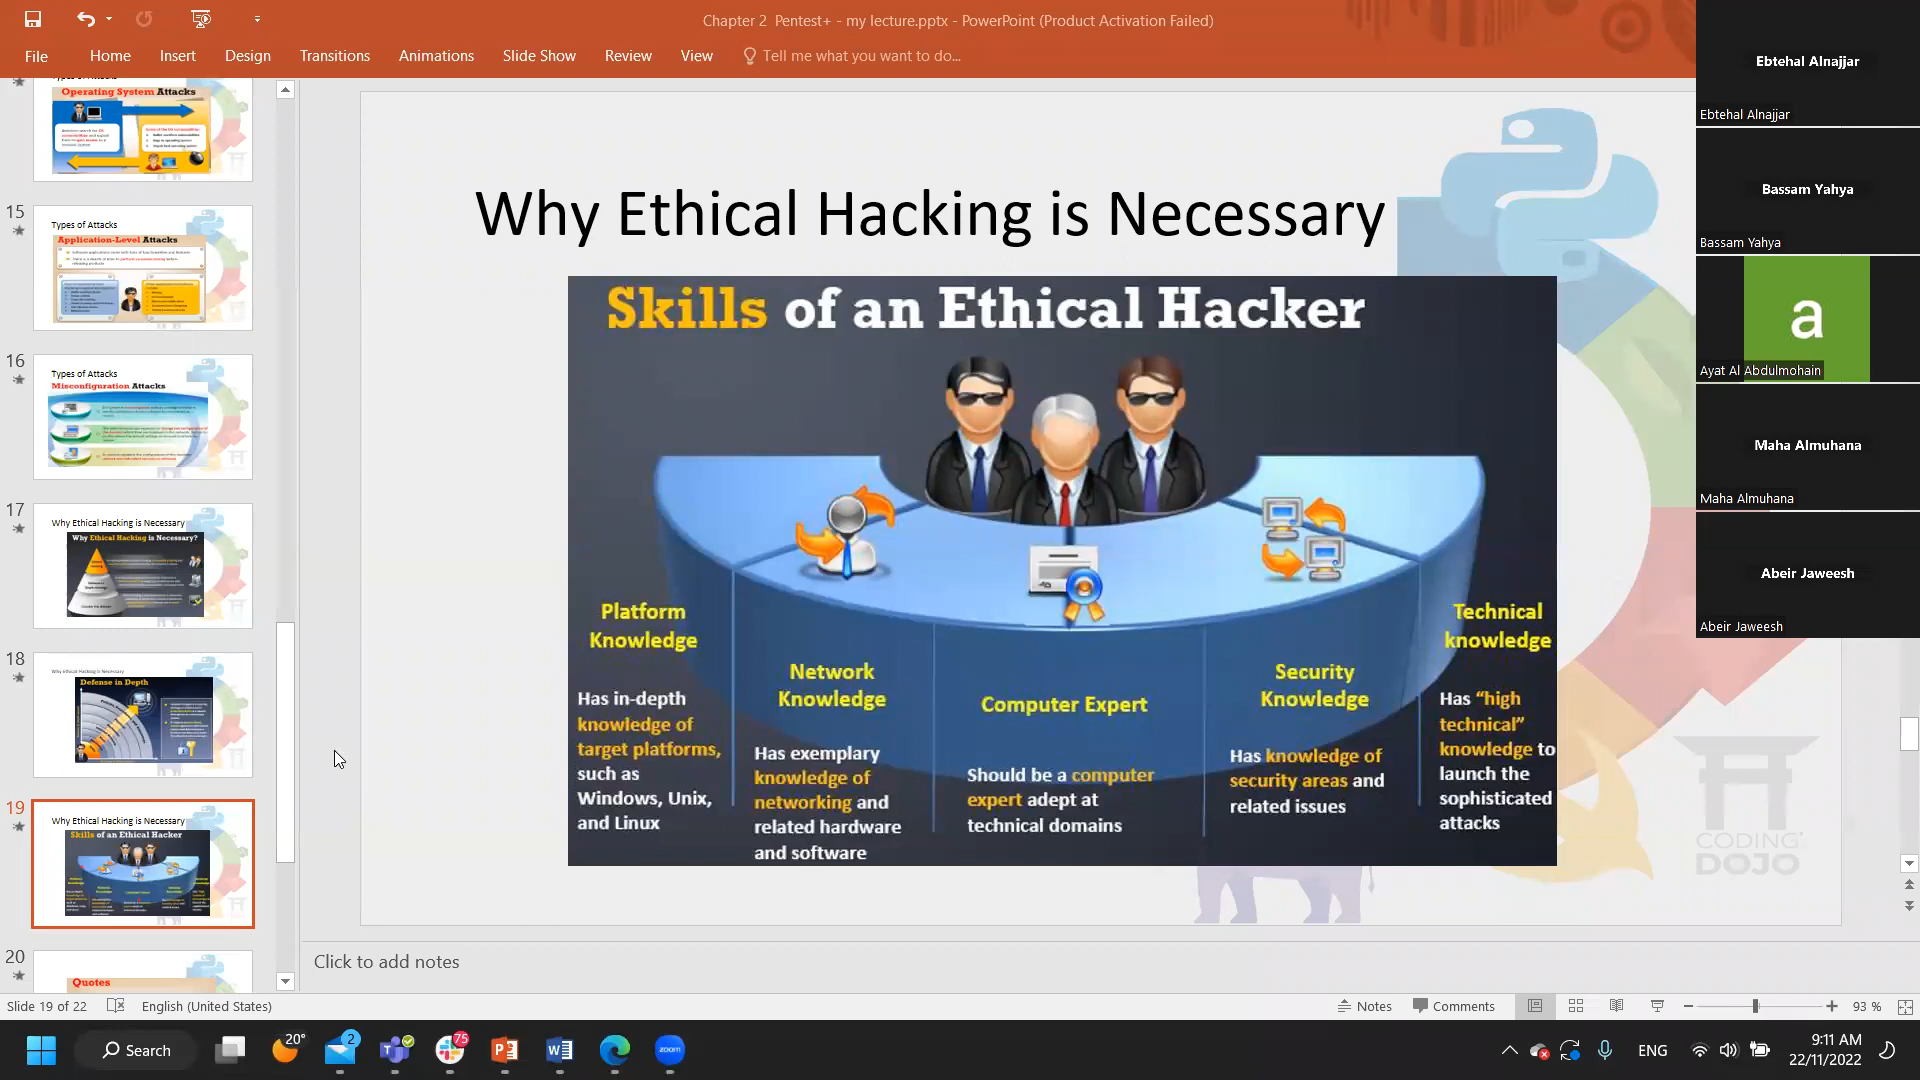 Chapter 2 Pentest+ - my lecture.pptx - PowerPoint (Product Activation Failed)
File Home Insert Design Transitions Animations Slide Show Review View Tell me what you want to do...
Operating System Attacks
15
Types of Attacks
Application-Level Attacks
16
Types of Attacks
Misconfiguration Attacks
17
Why Ethical Hacking is Necessary
Why Ethical Hacking is Necessary?
18
Why Ethical Hacking is Necessary
Defense in Depth
19
Why Ethical Hacking is Necessary
Skills of an Ethical Hacker
20
Quotes
Why Ethical Hacking is Necessary
Skills of an Ethical Hacker
Platform
Knowledge
Has in-depth
knowledge of
target platforms,
such as
Windows, Unix,
and Linux
Network
Knowledge
Has exemplary
knowledge of
networking and
related hardware
and software
Computer Expert
Should be a computer
expert adept at
technical domains
Security
Knowledge
Has knowledge of
security areas and
related issues
Technical
knowledge
Has “high
technical”
knowledge to
launch the
sophisticated
attacks
CODING
DOJO
Ebtehal Alnajjar
Ebtehal Alnajjar
Bassam Yahya
Bassam Yahya
a
Ayat Al Abdulmohain
Maha Almuhana
Maha Almuhana
Abeir Jaweesh
Abeir Jaweesh
Click to add notes
Slide 19 of 22 English (United States) Notes Comments 93 %
Search 20° 2 75 zoom ENG 9:11 AM
22/11/2022